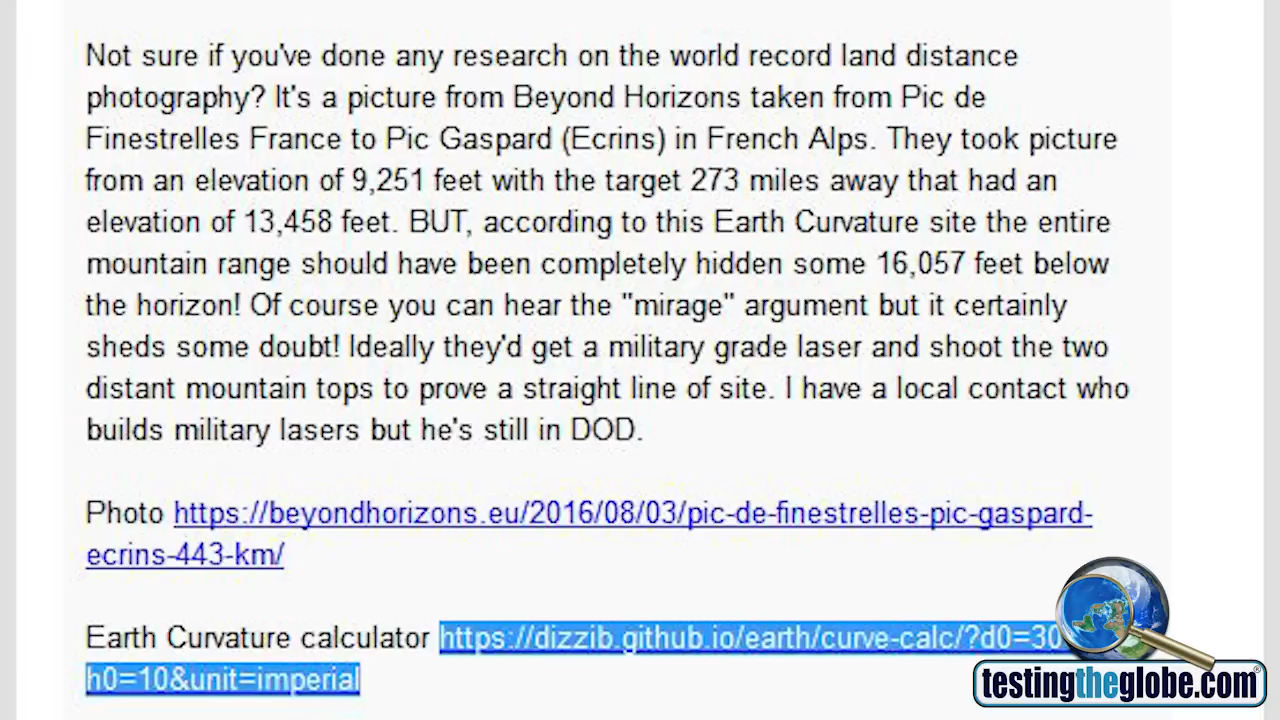 Not sure if you've done any research on the world record land distance
photography? It's a picture from Beyond Horizons taken from Pic de
Finestrelles France to Pic Gaspard (Ecrins) in French Alps. They took picture
from an elevation of 9,251 feet with the target 273 miles away that had an
elevation of 13,458 feet. BUT, according to this Earth Curvature site the entire
mountain range should have been completely hidden some 16,057 feet below
the horizon! Of course you can hear the "mirage" argument but it certainly
sheds some doubt! Ideally they'd get a military grade laser and shoot the two
distant mountain tops to prove a straight line of site. I have a local contact who
builds military lasers but he's still in DOD.
Photo https://beyondhorizons.eu/2016/08/03/pic-de-finestrelles-pic-gaspard-
ecrins-443-km/
Earth Curvature calculator https://dizzib.github.io/earth/curve-calc/?d0=30
h0=10&unit=imperial
testingtheglobe.com®